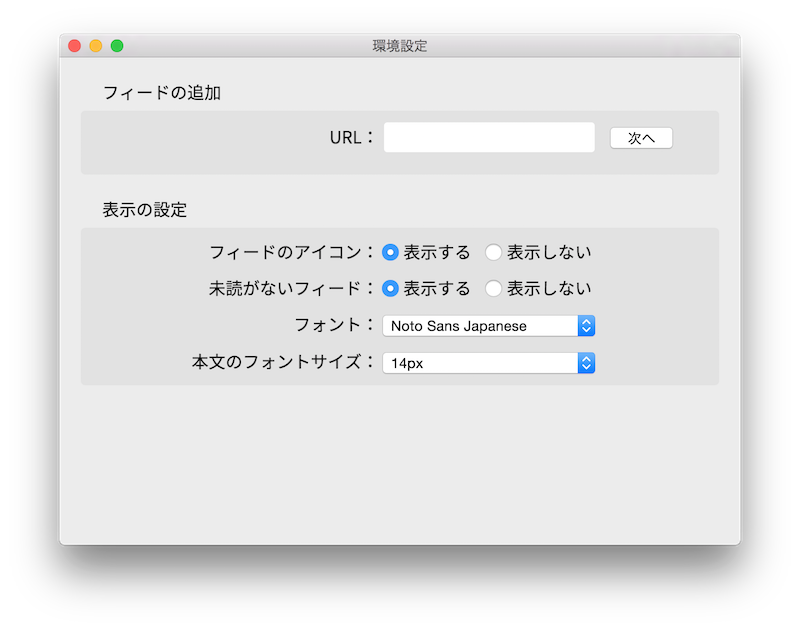 環境設定
フィードの追加
URL： 次へ
表示の設定
フィードのアイコン： 表示する 表示しない
未読がないフィード： 表示する 表示しない
フォント： Noto Sans Japanese
本文のフォントサイズ： 14px